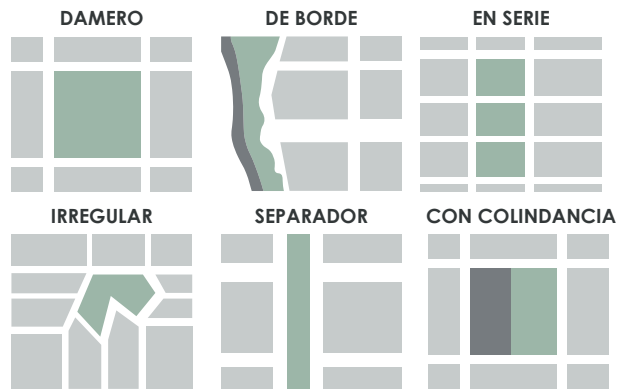 DAMERO
DE BORDE
EN SERIE
IRREGULAR
SEPARADOR
CON COLINDANCIA